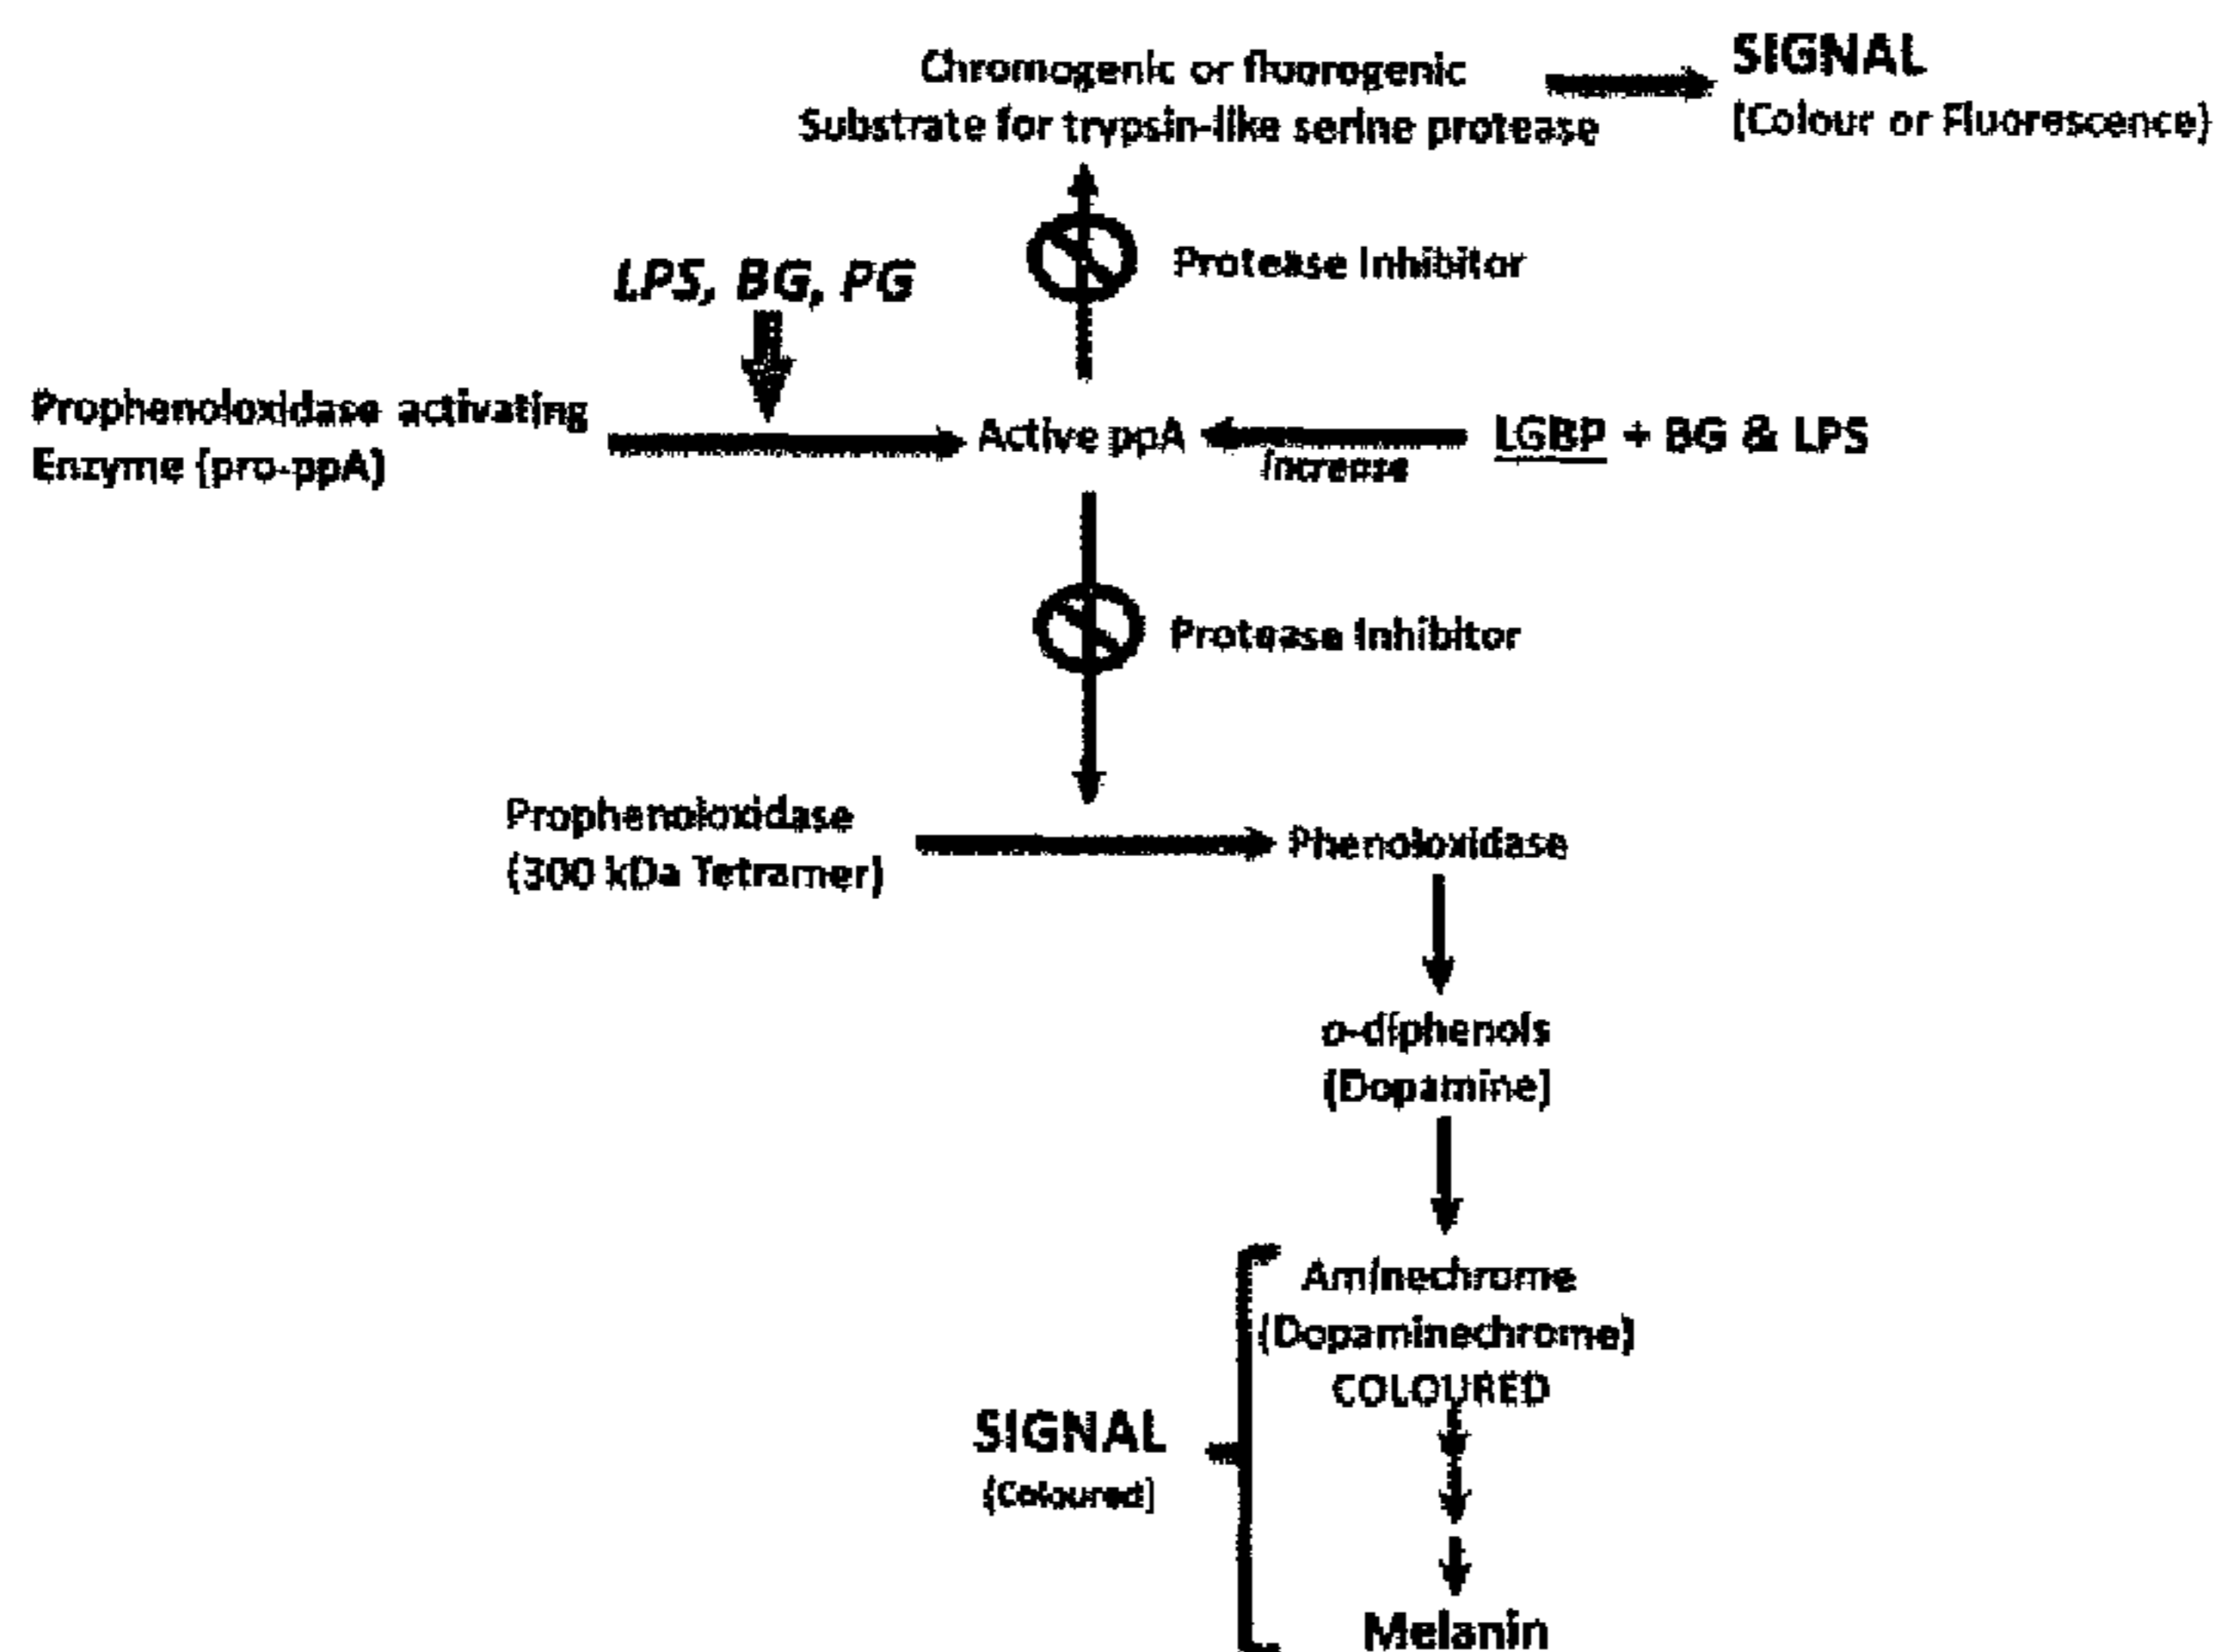 Chromogenic or fluorogenic
Substrate for trypsin-like serine protease
SIGNAL
(Colour or Fluorescence)
Protease Inhibitor
LPS, BG, PG
Prophenoloxidase activating
Enzyme (pro-ppA)
Active ppA
increase
LGBP + BG & LPS
Protease Inhibitor
Prophenoloxidase
(300 kDa Tetramer)
Phenoloxidase
o-diphenols
(Dopamine)
Aminechrome
(Dopaminechrome)
COLOURED
SIGNAL
(Coloured)
Melanin